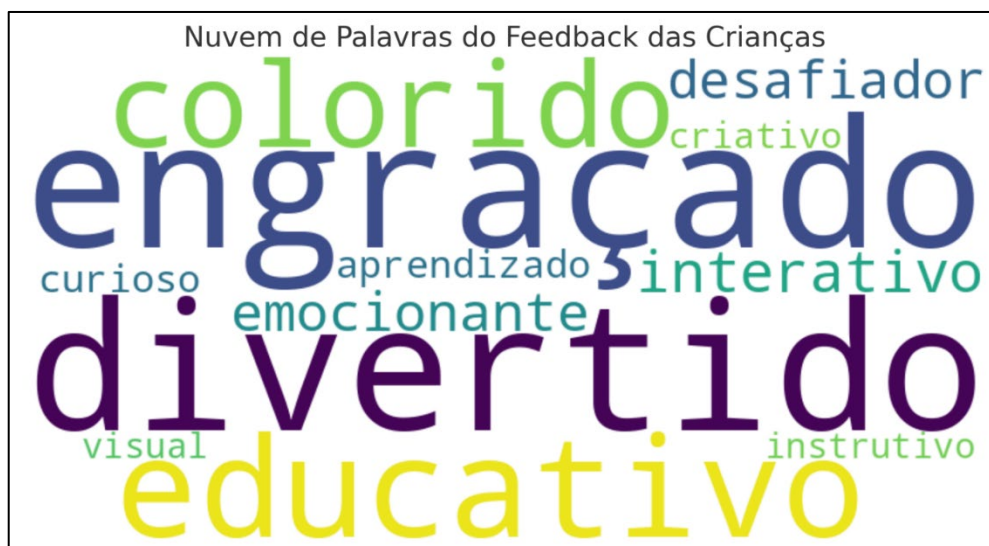 Nuvem de Palavras do Feedback das Crianças
colorido
desafiador
criativo
engraçado
curioso
aprendizado
interativo
emocionante
divertido
visual
instrutivo
educativo